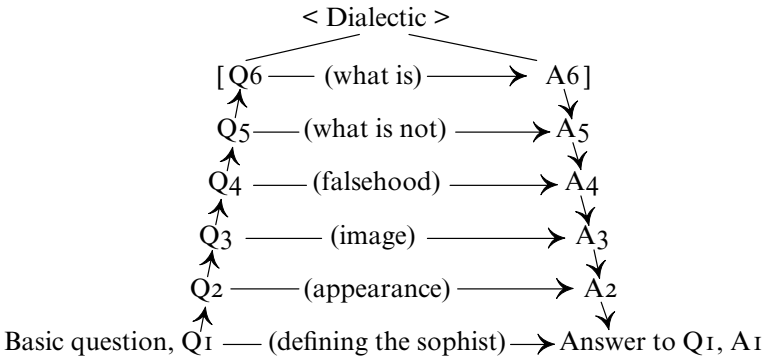 < Dialectic >
[Q6 (what is) A6]
Q5 (what is not) A5
Q4 (falsehood) A4
Q3 (image) A3
Q2 (appearance) A2
Basic question, Q1 (defining the sophist) Answer to Q1, A1